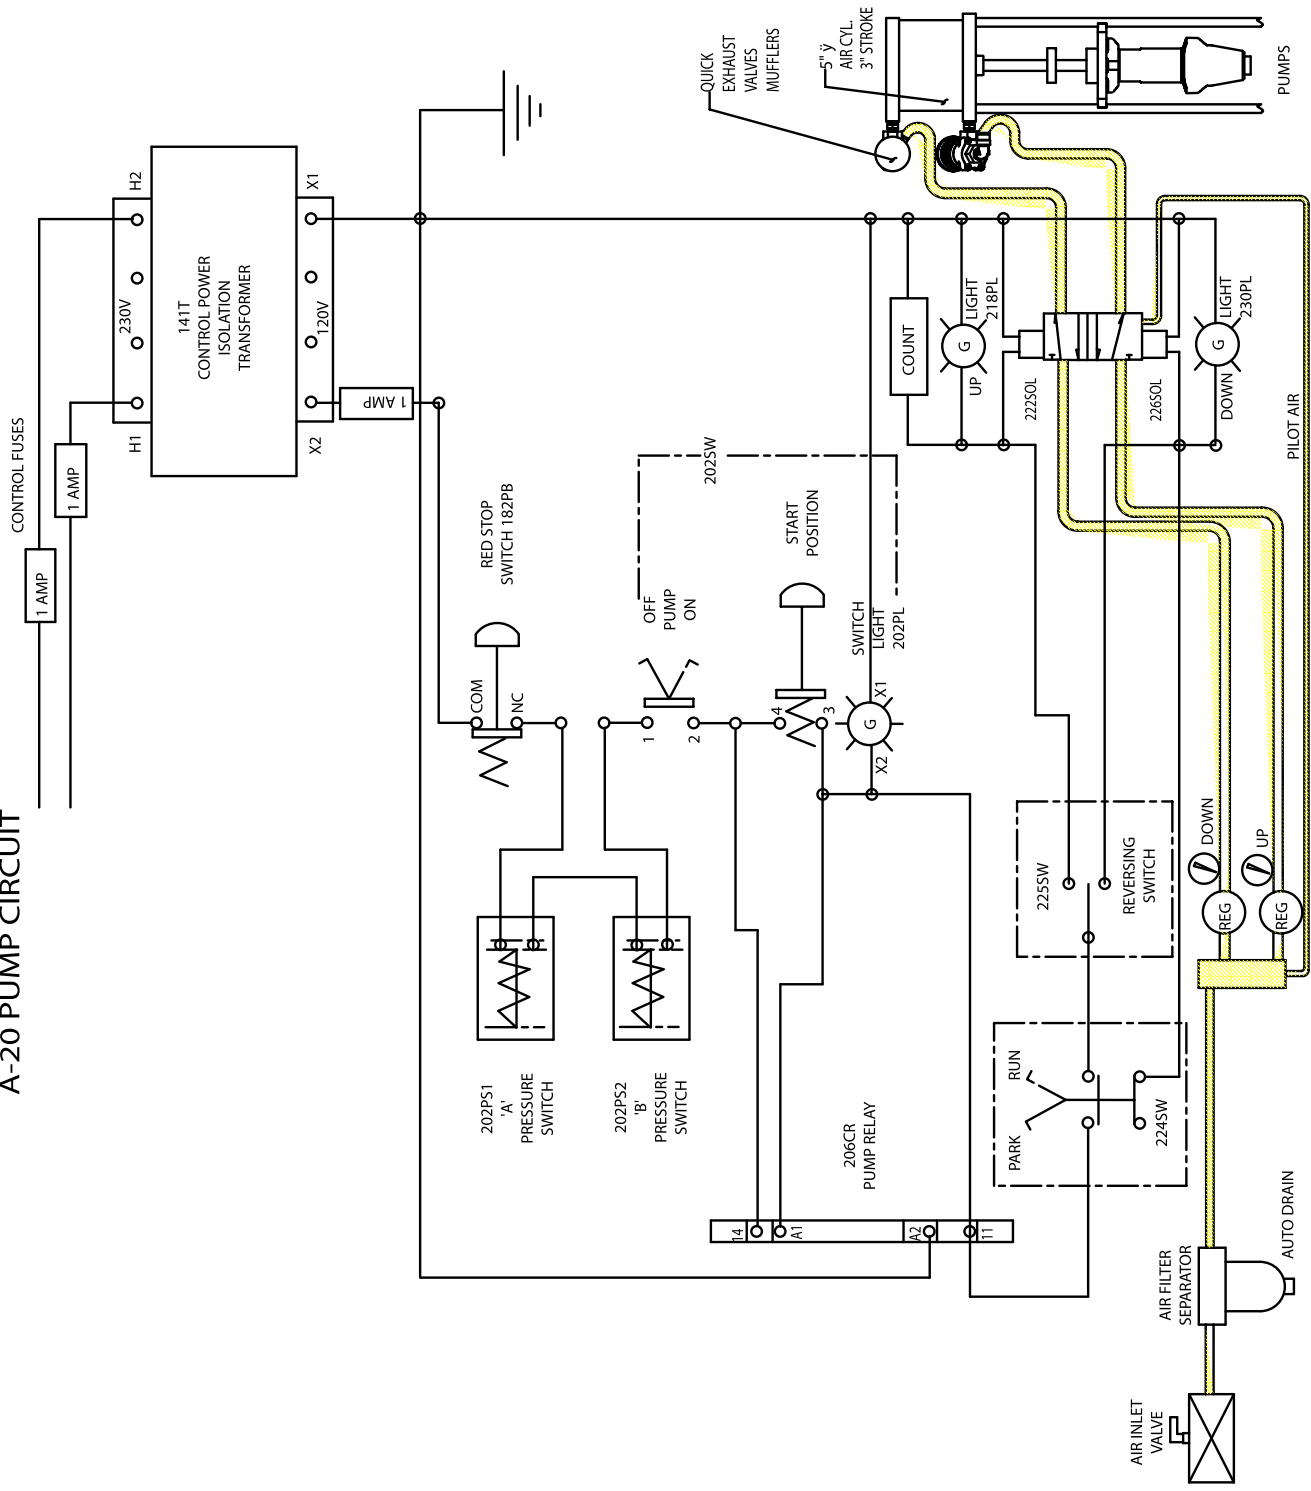 A-20 PUMP CIRCUIT
CONTROL FUSES
1 AMP
1 AMP
H1
H2
230V
141T
CONTROL POWER
ISOLATION
TRANSFORMER
120V
X2
X1
1 AMP
RED STOP
SWITCH 182PB
COM
NC
202PS1
'A'
PRESSURE
SWITCH
202PS2
'B'
PRESSURE
SWITCH
OFF
PUMP
ON
1
2
202SW
START
POSITION
4
3
SWITCH
LIGHT
202PL
X2
G
X1
206CR
PUMP RELAY
14
A1
A2
11
QUICK
EXHAUST
VALVES
MUFFLERS
5" ÿ
AIR CYL.
3" STROKE
PUMPS
COUNT
UP
G
LIGHT
218PL
222SOL
226SOL
DOWN
G
LIGHT
230PL
PILOT AIR
225SW
REVERSING
SWITCH
DOWN
UP
REG
REG
PARK
RUN
224SW
AIR FILTER
SEPARATOR
AUTO DRAIN
AIR INLET
VALVE